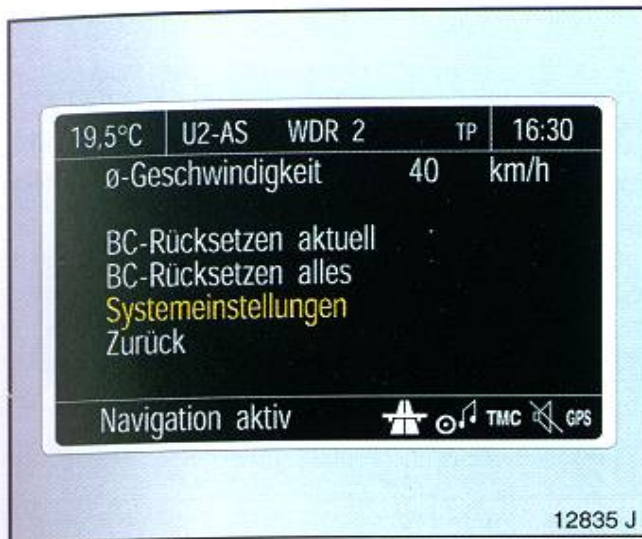 19,5°C U2-AS WDR 2 TP 16:30
ø-Geschwindigkeit 40 km/h
BC-Rücksetzen aktuell
BC-Rücksetzen alles
Systemeinstellungen
Zurück
Navigation aktiv TMC GPS
12835 J